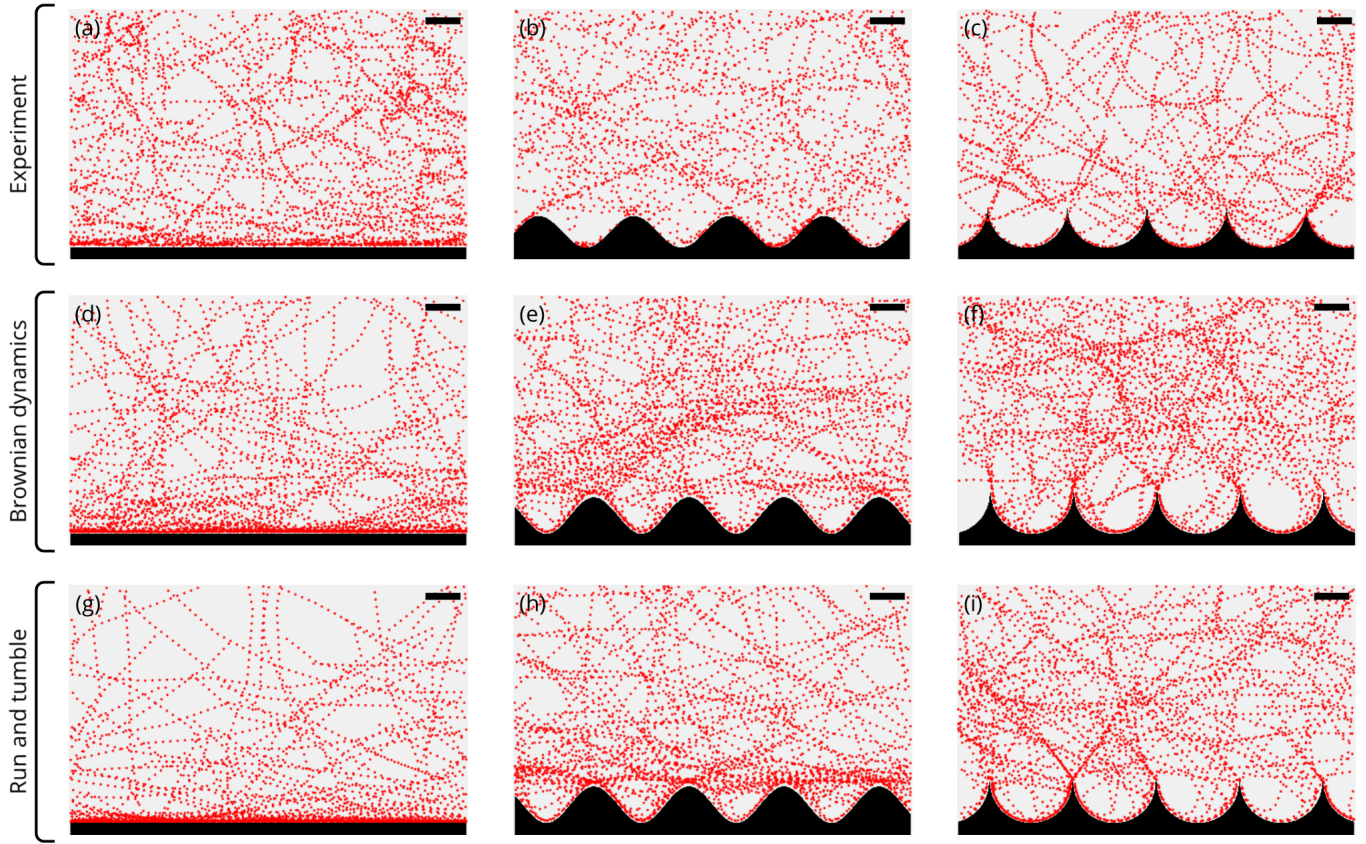 Experiment
(a)
(b)
(c)
Brownian dynamics
(d)
(e)
(f)
Run and tumble
(g)
(h)
(i)